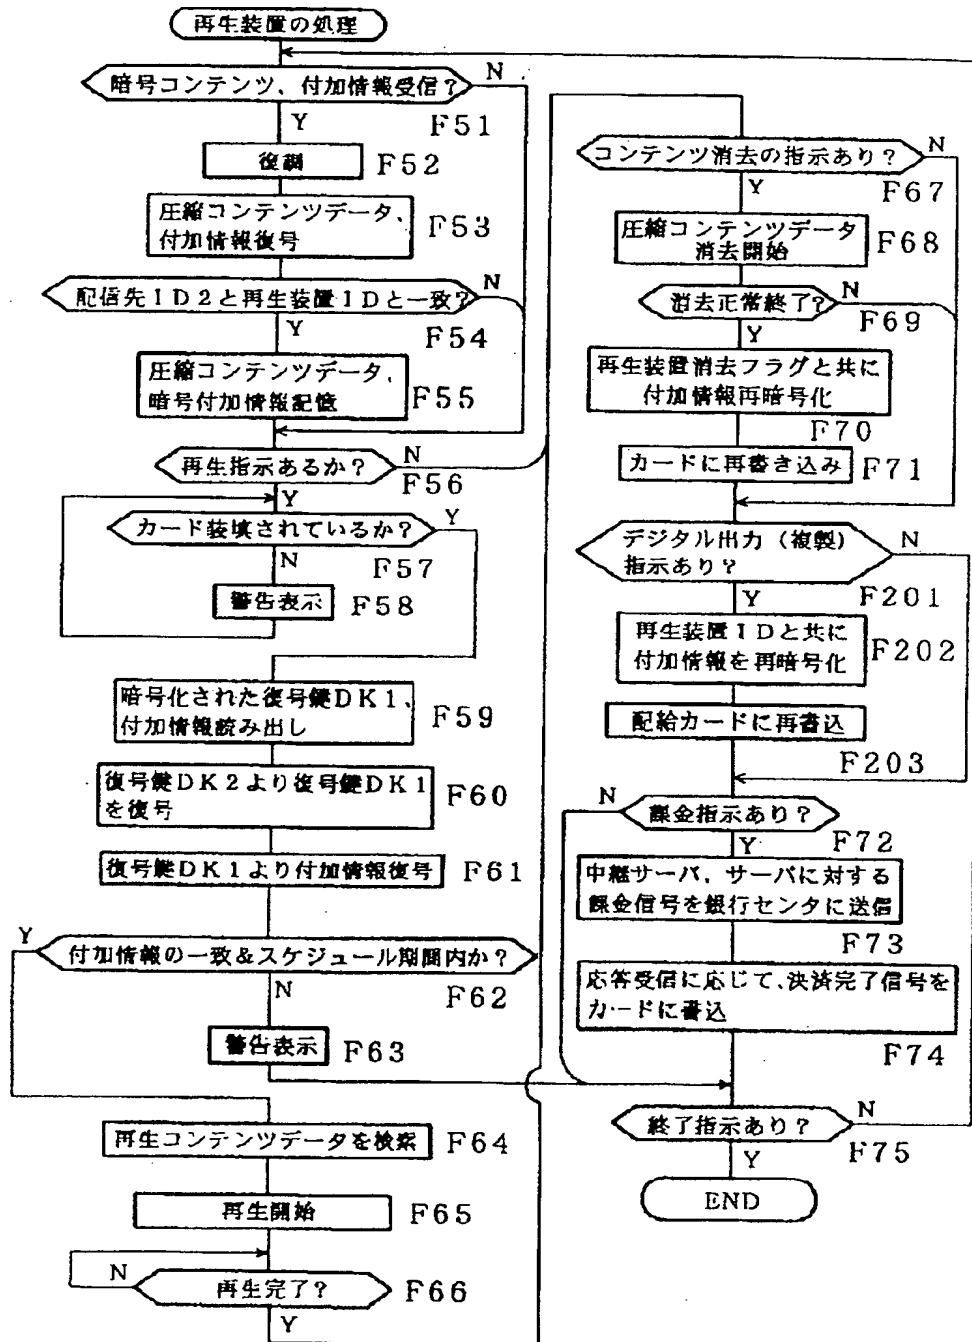 再生装置の処理
暗号コンテンツ、付加情報受信？
N
Y
F51
復調
F52
圧縮コンテンツデータ、
付加情報復号
F53
配信先ID2と再生装置IDと一致？
N
Y
F54
圧縮コンテンツデータ、
暗号付加情報記憶
F55
再生指示あるか？
N
F56
Y
カード装填されているか？
Y
N
F57
警告表示
F58
暗号化された復号鍵DK1、
付加情報読み出し
F59
復号鍵DK2より復号鍵DK1
を復号
F60
復号鍵DK1より付加情報復号
F61
Y
付加情報の一致&スケジュール期間内か？
N
F62
警告表示
F63
再生コンテンツデータを検索
F64
再生開始
F65
N
再生完了？
F66
Y
コンテンツ消去の指示あり？
N
Y
F67
圧縮コンテンツデータ
消去開始
F68
消去正常終了？
N
F69
Y
再生装置消去フラグと共に
付加情報再暗号化
F70
カードに再書き込み
F71
デジタル出力（複製）
指示あり？
N
F201
Y
再生装置IDと共に
付加情報を再暗号化
F202
配給カードに再書込
F203
N
課金指示あり？
F72
Y
中継サーバ、サーバに対する
課金信号を銀行センタに送信
F73
応答受信に応じて、決済完了信号を
カードに書込
F74
終了指示あり？
N
F75
Y
END